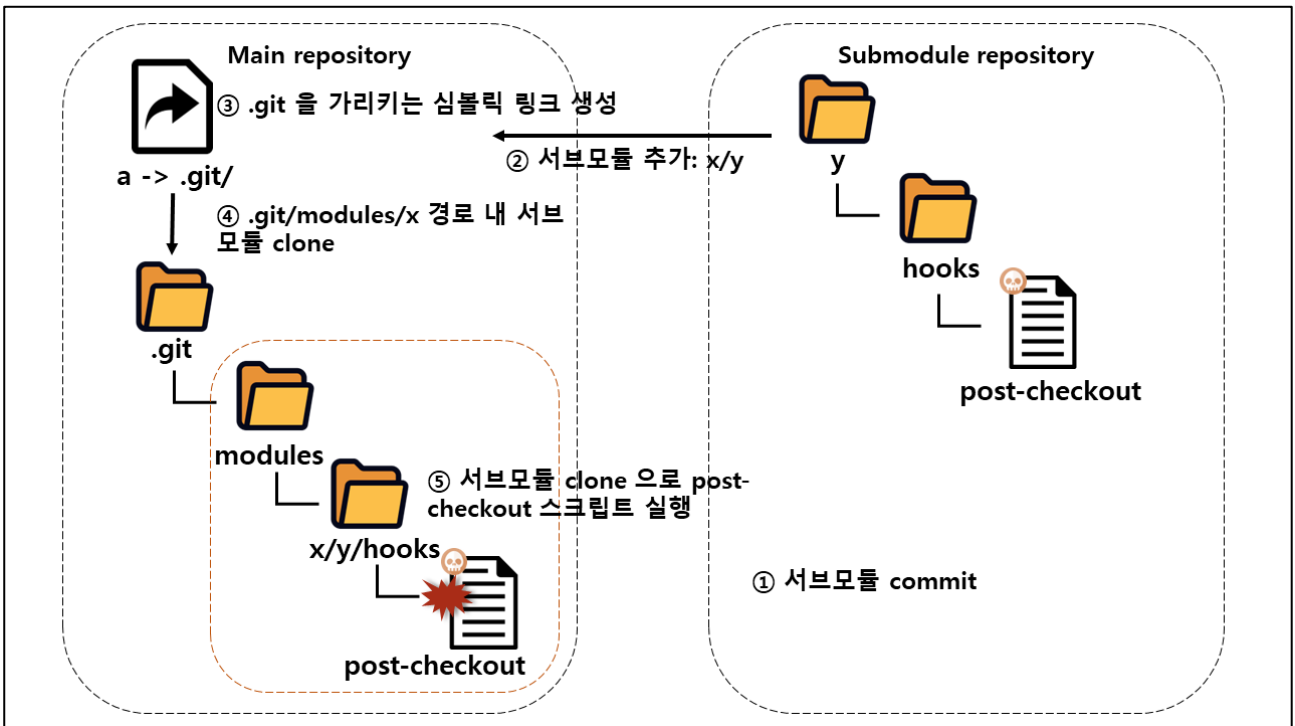 Main repository
③ .git 을 가리키는 심볼릭 링크 생성
a -> .git/
④ .git/modules/x 경로 내 서브
모듈 clone
.git
modules
⑤ 서브모듈 clone 으로 post-
checkout 스크립트 실행
x/y/hooks
post-checkout
② 서브모듈 추가: x/y
Submodule repository
y
hooks
post-checkout
① 서브모듈 commit